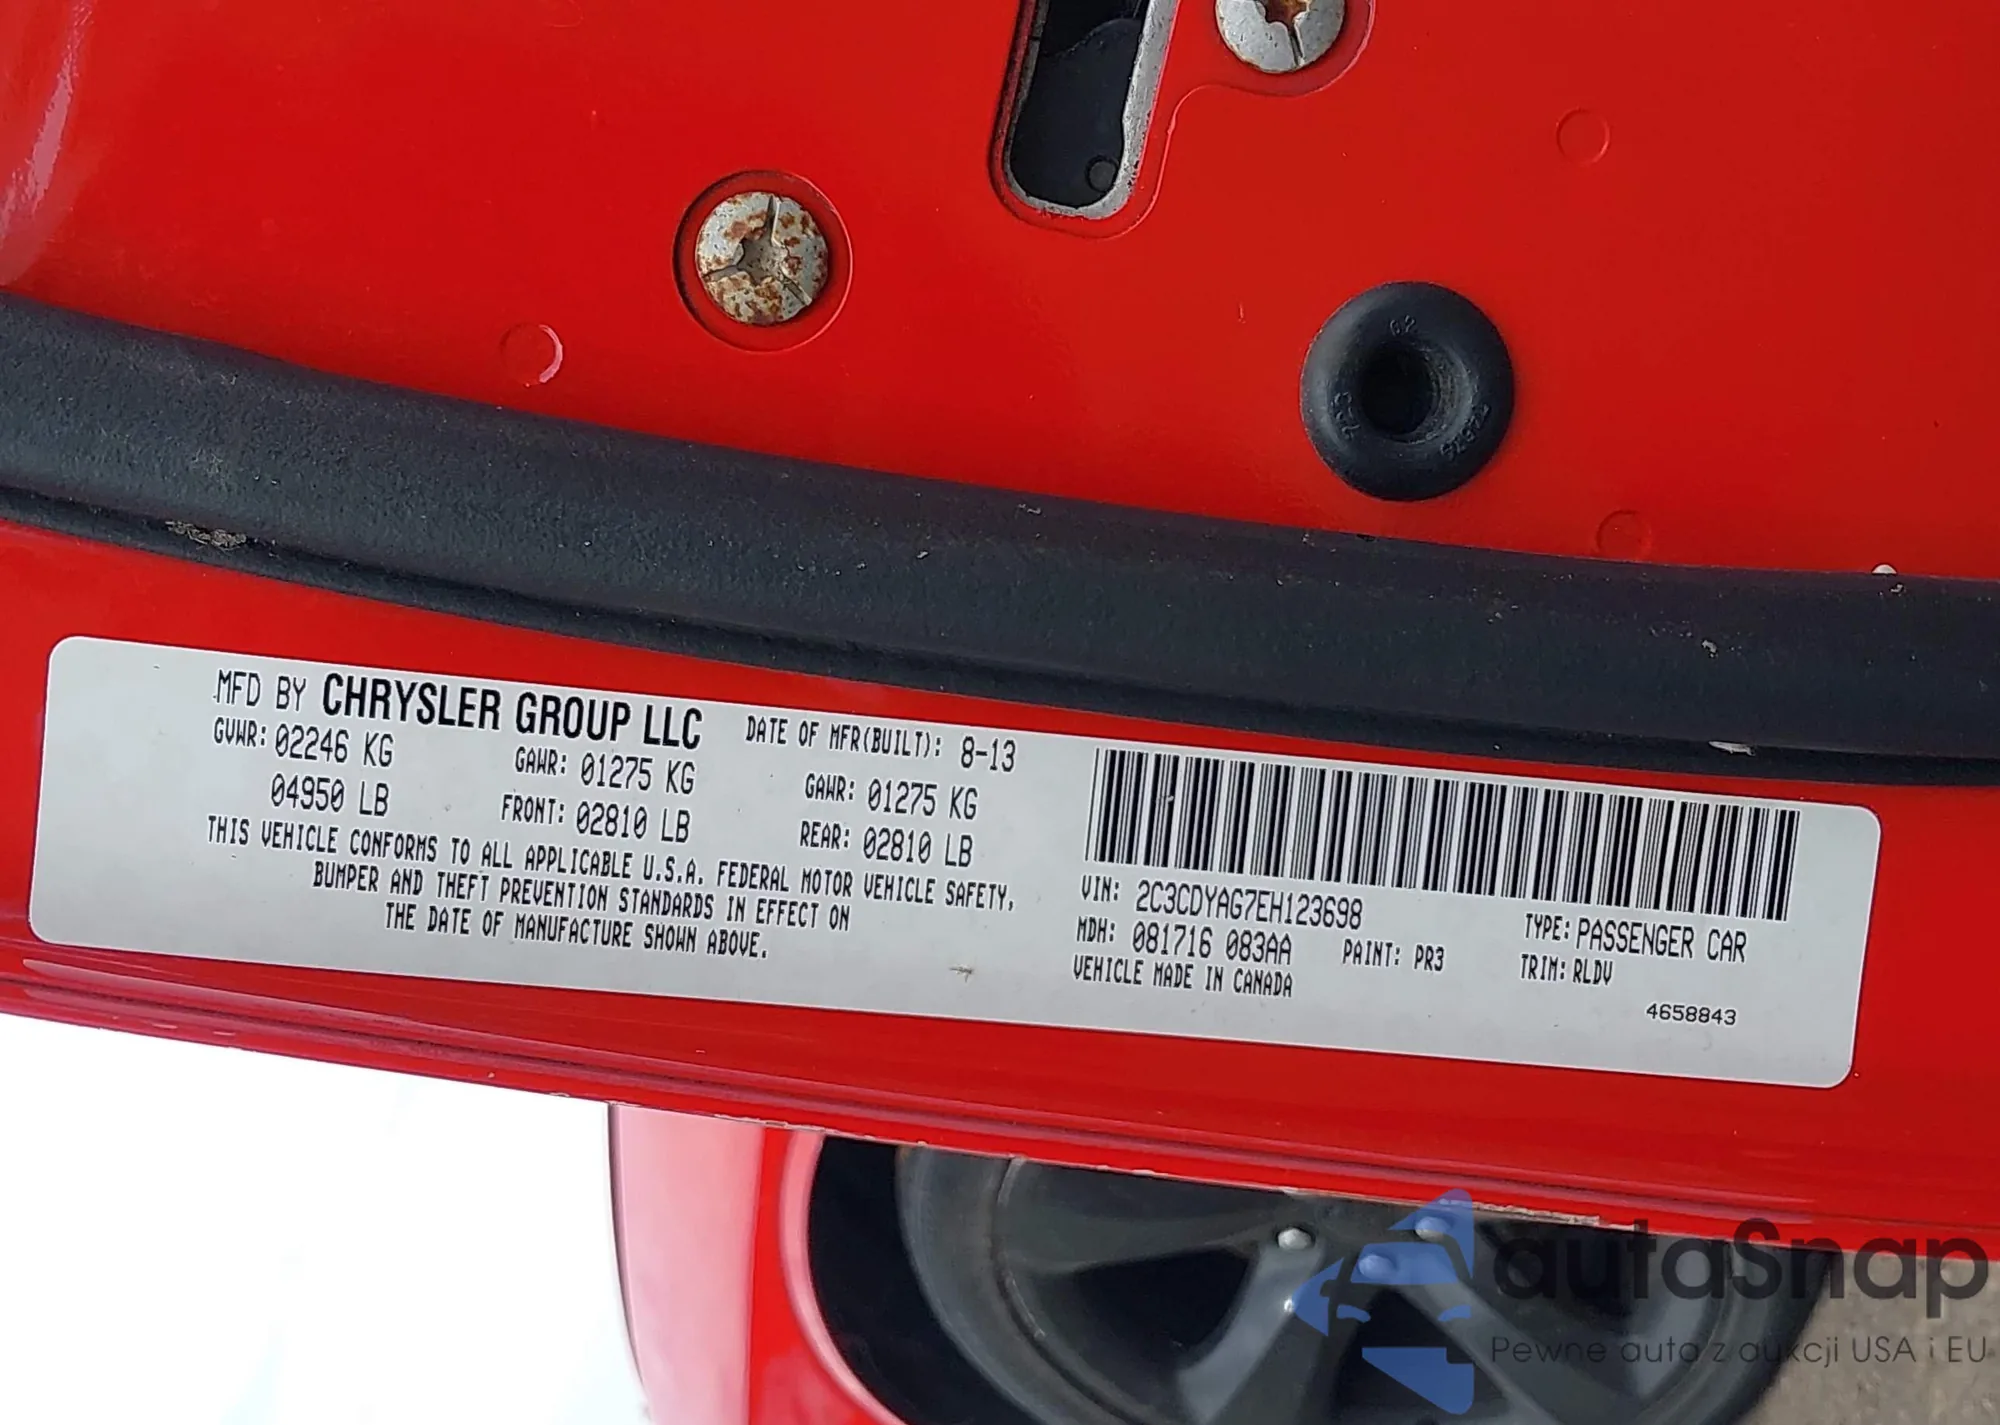 MFD BY CHRYSLER GROUP LLC DATE OF MFR(BUILT): 8-13
GVWR: 02246 KG GAWR: 01275 KG GAWR: 01275 KG
04950 LB FRONT: 02810 LB REAR: 02810 LB
THIS VEHICLE CONFORMS TO ALL APPLICABLE U.S.A. FEDERAL MOTOR VEHICLE SAFETY,
BUMPER AND THEFT PREVENTION STANDARDS IN EFFECT ON
THE DATE OF MANUFACTURE SHOWN ABOVE.
VIN: 2C3CDYAG7EH123698 TYPE: PASSENGER CAR
MDH: 081716 083AA PAINT: PR3 TRIM: RLDV
VEHICLE MADE IN CANADA
4658843
autaSnap
Pewne auta z aukcji USA i EU